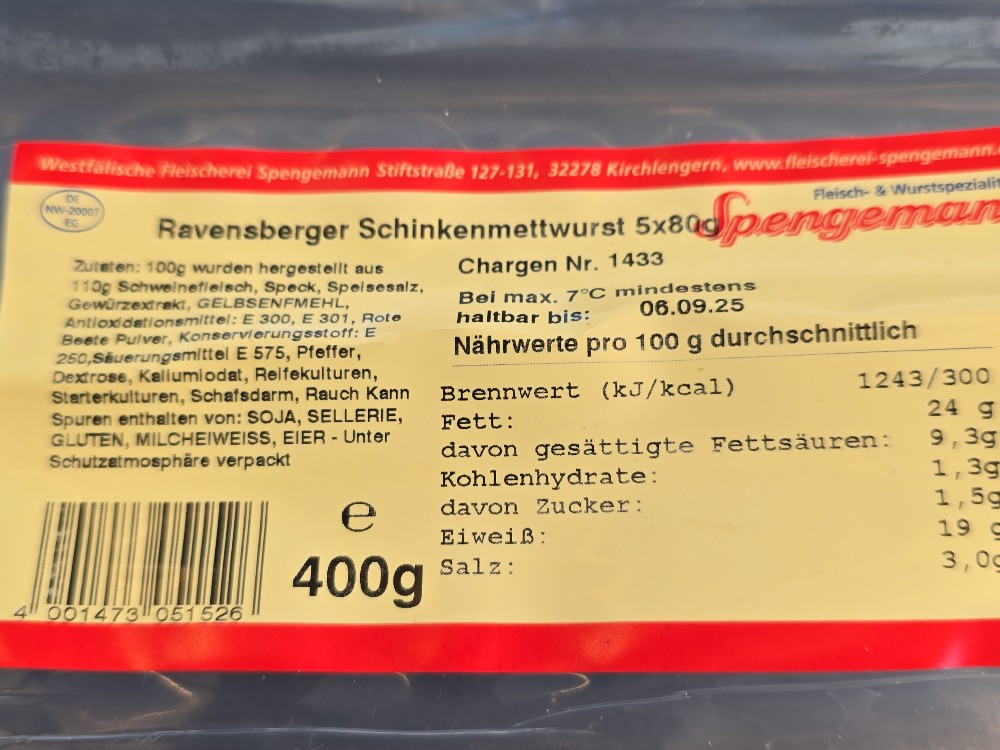 Westfälische Fleischerei Spengemann Stiftstraße 127-131, 32278 Kirchlengern, www.fleischerei-spengemann.
DE
NW-20007
EG
Fleisch- & Wurstspezialit
Spengeman
Ravensberger Schinkenmettwurst 5x80g
Zutaten: 100g wurden hergestellt aus
110g Schweinefleisch, Speck, Speisesalz,
Gewürzextrakt, GELBSENFMEHL,
Antioxidationsmittel: E 300, E 301, Rote
Beete Pulver, Konservierungsstoff: E
250,Säuerungsmittel E 575, Pfeffer,
Dextrose, Kaliumiodat, Reifekulturen,
Starterkulturen, Schafsdarm, Rauch Kann
Spuren enthalten von: SOJA, SELLERIE,
GLUTEN, MILCHEIWEISS, EIER - Unter
Schutzatmosphäre verpackt
Chargen Nr. 1433
Bei max. 7°C mindestens
haltbar bis: 06.09.25
Nährwerte pro 100 g durchschnittlich
Brennwert (kJ/kcal) 1243/300
Fett: 24 g
davon gesättigte Fettsäuren: 9,3g
Kohlenhydrate: 1,3g
davon Zucker: 1,5g
Eiweiß: 19 g
Salz: 3,0g
e
400g
4 001473 051526